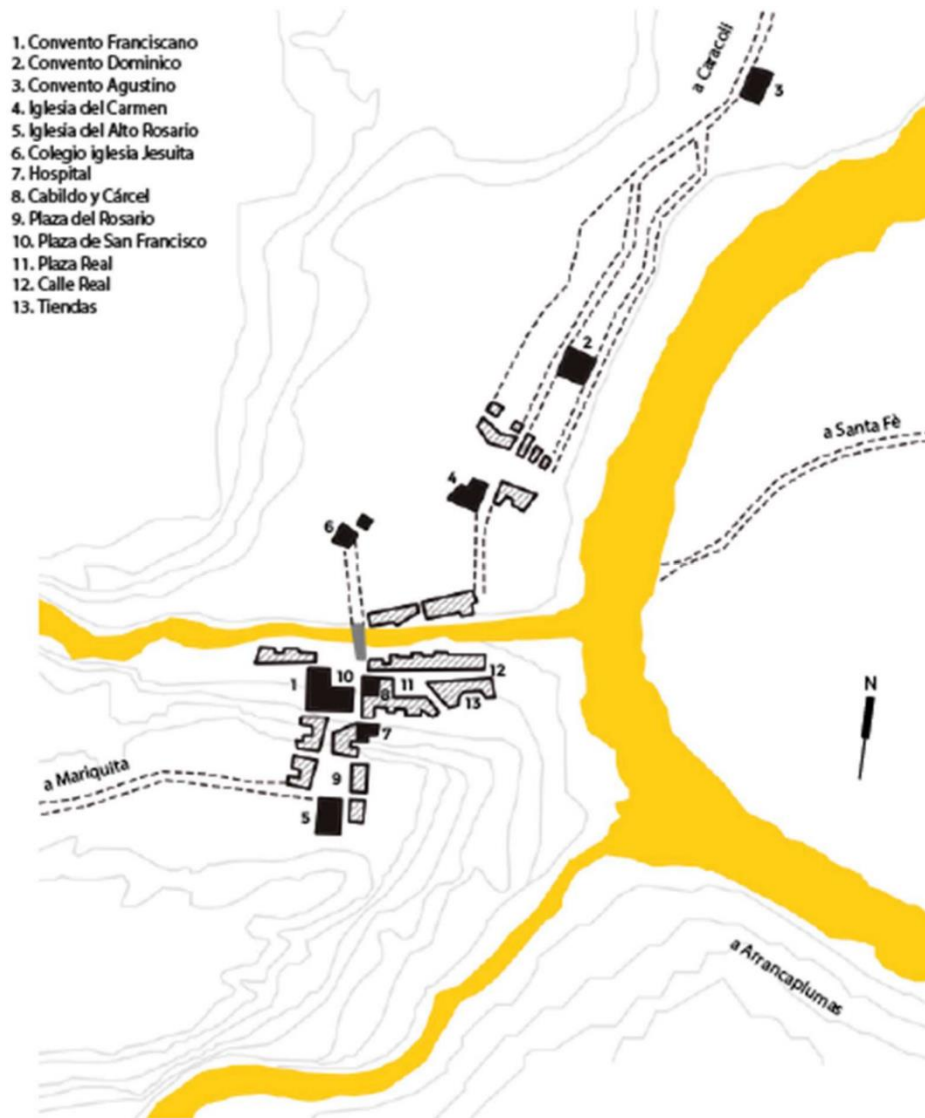 1. Convento Franciscano
2. Convento Dominico
3. Convento Agustino
4. Iglesia del Carmen
5. Iglesia del Alto Rosario
6. Colegio iglesia Jesuita
7. Hospital
8. Cabildo y Cárcel
9. Plaza del Rosario
10. Plaza de San Francisco
11. Plaza Real
12. Calle Real
13. Tiendas
a Caracolí
3
2
a Santa Fè
4
6
N
1
10
8
11
12
13
7
a Mariquita
9
5
a Arrancaplumas